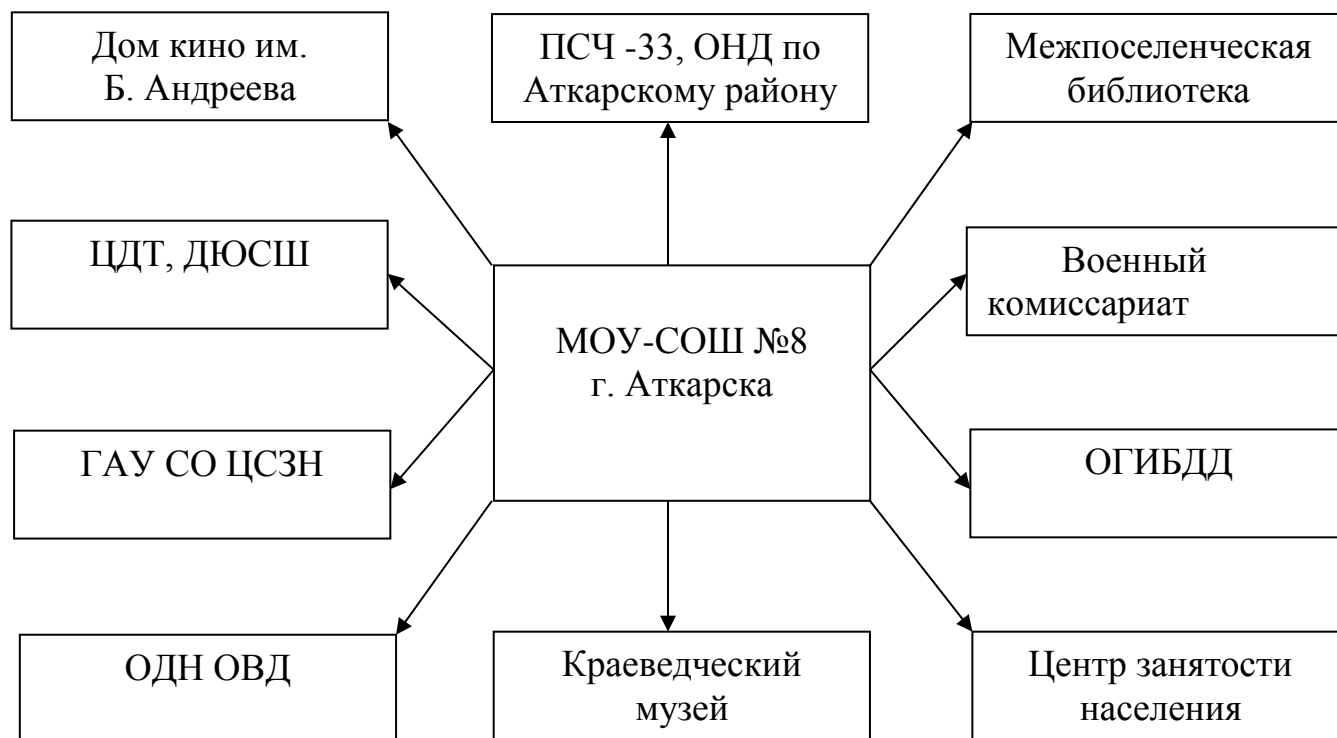 Дом кино им.
Б. Андреева
ПСЧ -33, ОНД по
Аткарскому району
Межпоселенческая
библиотека
ЦДТ, ДЮСШ
МОУ-СОШ №8
г. Аткарска
Военный
комиссариат
ГАУ СО ЦСЗН
ОГИБДД
ОДН ОВД
Краеведческий
музей
Центр занятости
населения